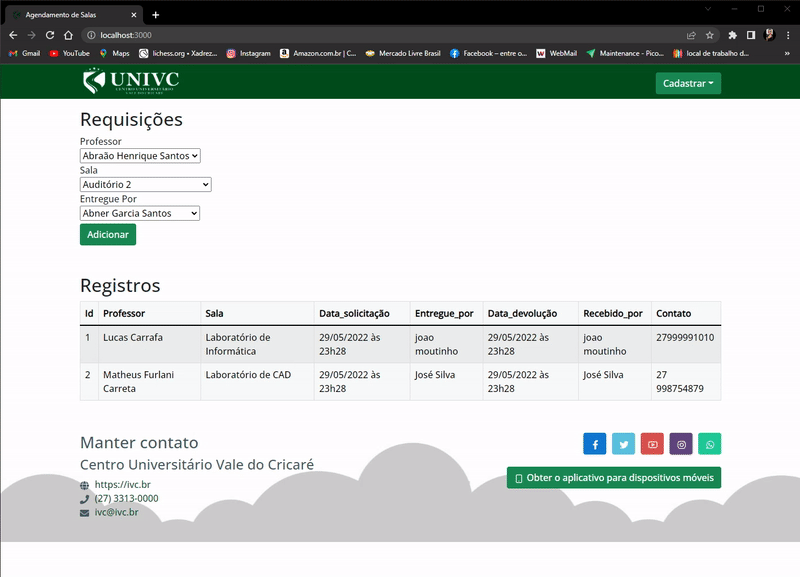 Agendamento de Salas
localhost:3000
Gmail YouTube Maps lichess.org • Xadrez... Instagram Amazon.com.br | C... Mercado Livre Brasil Facebook – entre o... WebMail Maintenance - Pico... local de trabalho d... »
UNIVC
CENTRO UNIVERSITÁRIO
VALE DO CRICARÉ
Cadastrar
Requisições
Professor
Abraão Henrique Santos
Sala
Auditório 2
Entregue Por
Abner Garcia Santos
Adicionar
Registros
Id Professor Sala Data_solicitação Entregue_por Data_devolução Recebido_por Contato
1 Lucas Carrafa Laboratório de 29/05/2022 às joao 29/05/2022 às joao 27999991010
Informática 23h28 moutinho 23h28 moutinho
2 Matheus Furlani Laboratório de CAD 29/05/2022 às José Silva 29/05/2022 às José Silva 27
Carreta 23h28 23h28 998754879
Manter contato
Centro Universitário Vale do Cricaré
https://ivc.br
(27) 3313-0000
ivc@ivc.br
Obter o aplicativo para dispositivos móveis